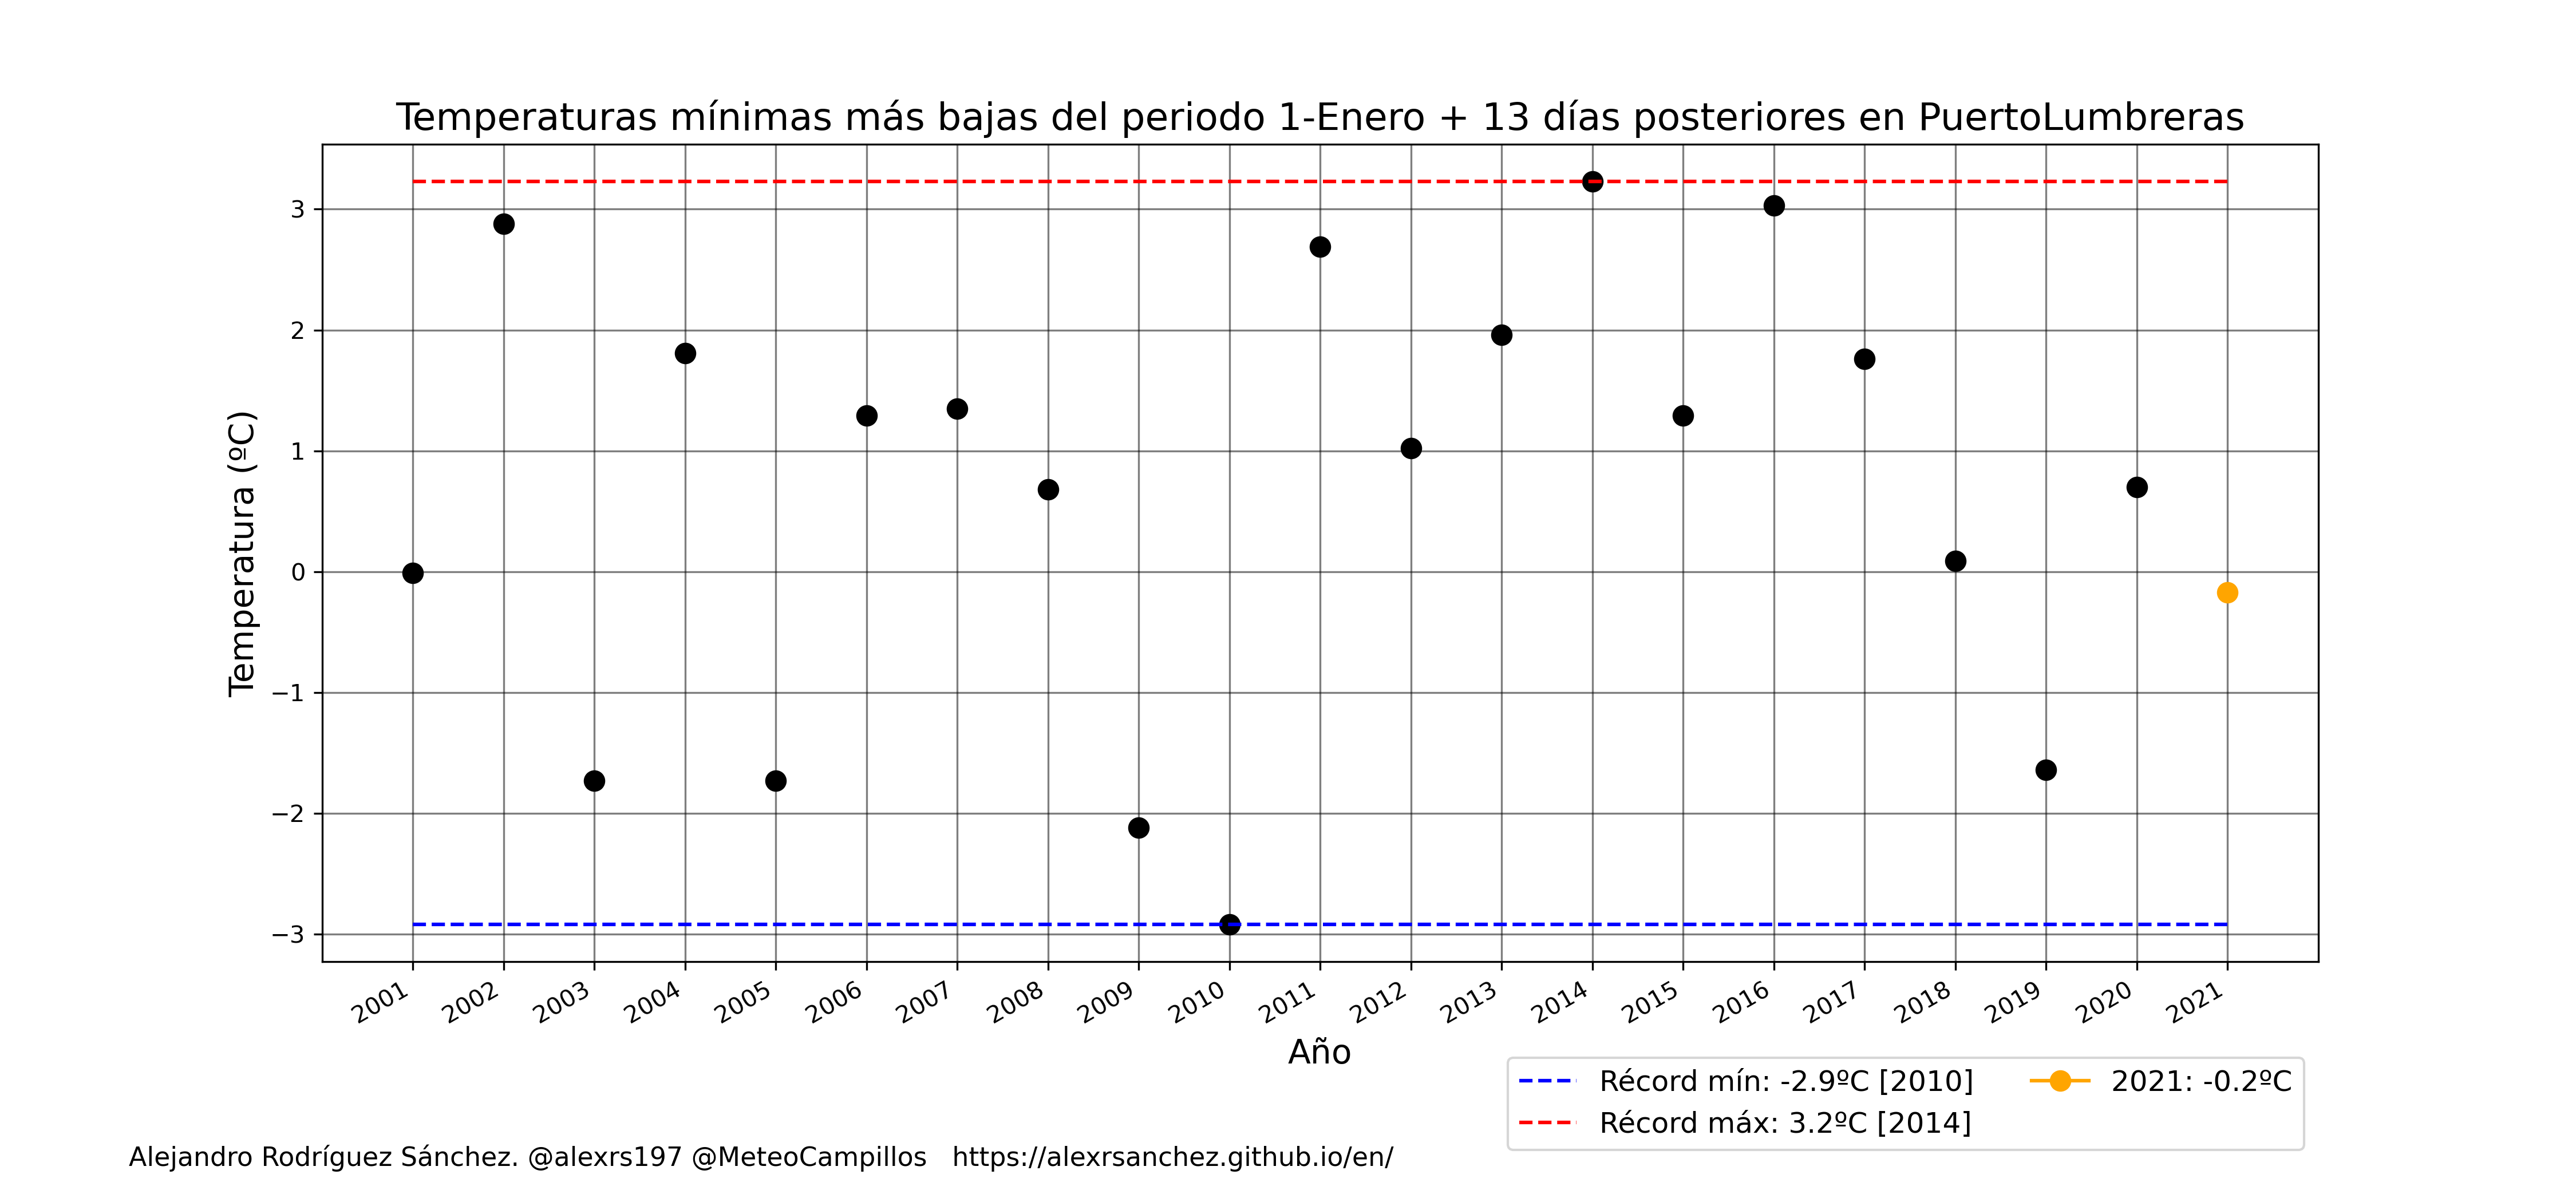 Temperaturas mínimas más bajas del periodo 1-Enero + 13 días posteriores en PuertoLumbreras
Temperatura (ºC)
3
2
1
0
−1
−2
−3
2001 2002 2003 2004 2005 2006 2007 2008 2009 2010 2011 2012 2013 2014 2015 2016 2017 2018 2019 2020 2021
Año
Récord mín: -2.9ºC [2010]
Récord máx: 3.2ºC [2014]
2021: -0.2ºC
Alejandro Rodríguez Sánchez. @alexrs197 @MeteoCampillos https://alexrsanchez.github.io/en/